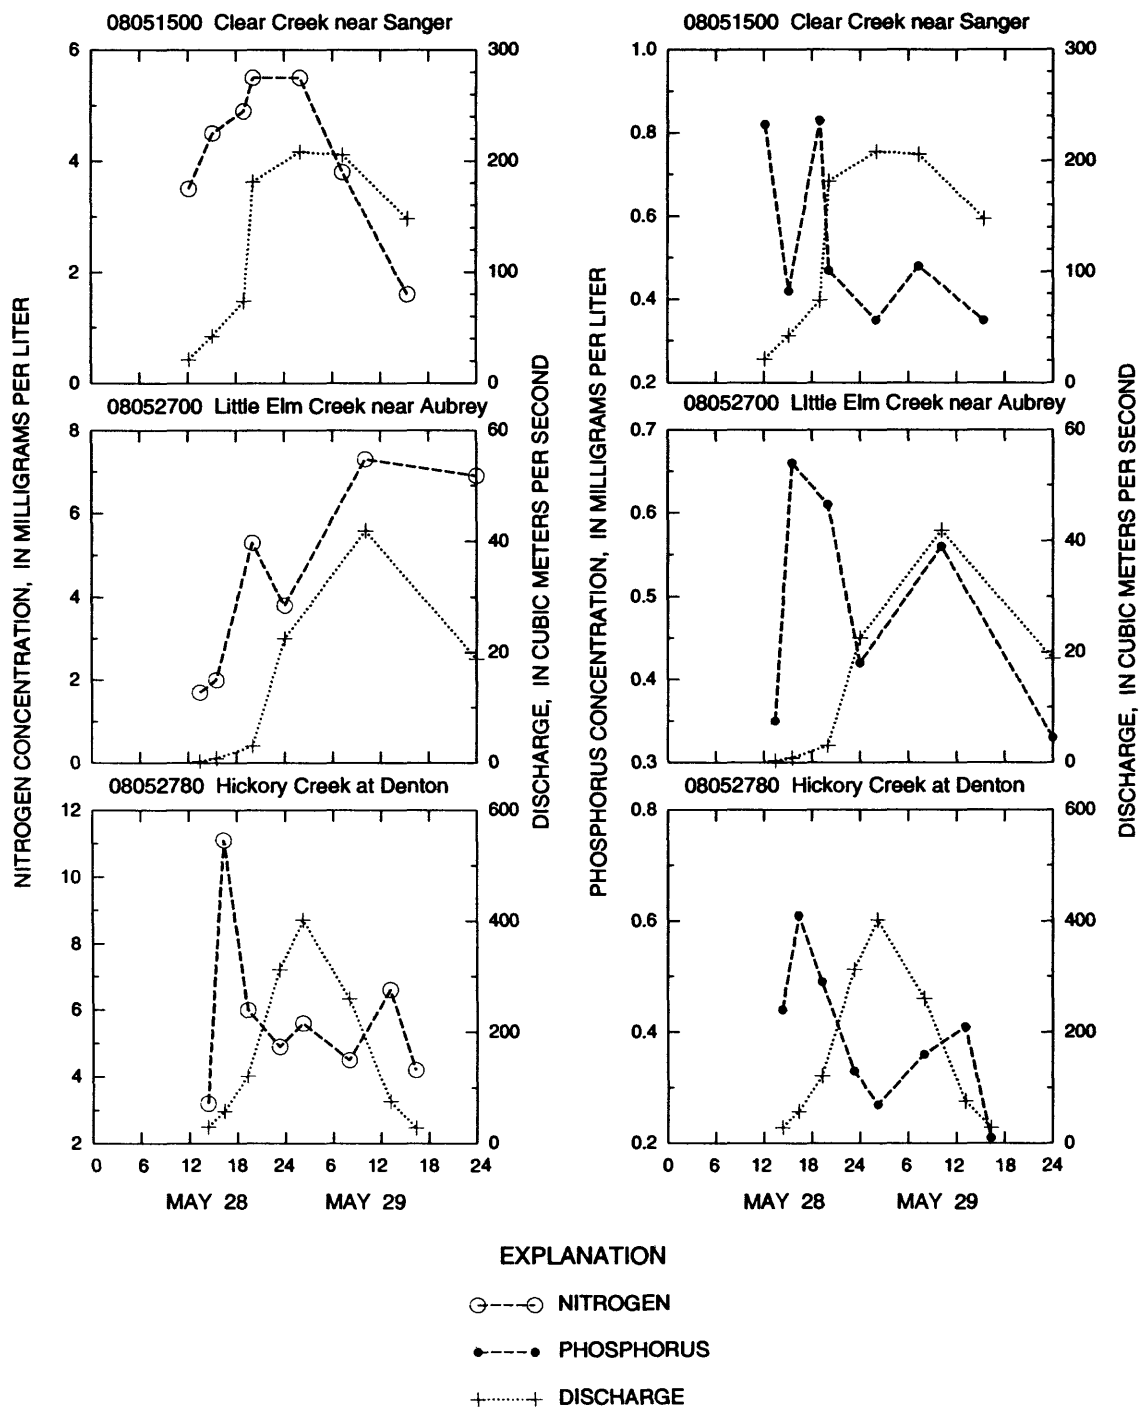 08051500 Clear Creek near Sanger
08051500 Clear Creek near Sanger
6
4
2
0
300
200
100
0
1.0
0.8
0.6
0.4
0.2
300
200
100
0
08052700 Little Elm Creek near Aubrey
08052700 Little Elm Creek near Aubrey
8
6
4
2
0
60
40
20
0
0.7
0.6
0.5
0.4
0.3
60
40
20
0
08052780 Hickory Creek at Denton
08052780 Hickory Creek at Denton
12
10
8
6
4
2
600
400
200
0
0.8
0.6
0.4
0.2
600
400
200
0
NITROGEN CONCENTRATION, IN MILLIGRAMS PER LITER
DISCHARGE, IN CUBIC METERS PER SECOND
PHOSPHORUS CONCENTRATION, IN MILLIGRAMS PER LITER
DISCHARGE, IN CUBIC METERS PER SECOND
0 6 12 18 24 6 12 18 24
0 6 12 18 24 6 12 18 24
MAY 28 MAY 29
MAY 28 MAY 29
EXPLANATION
NITROGEN
PHOSPHORUS
DISCHARGE